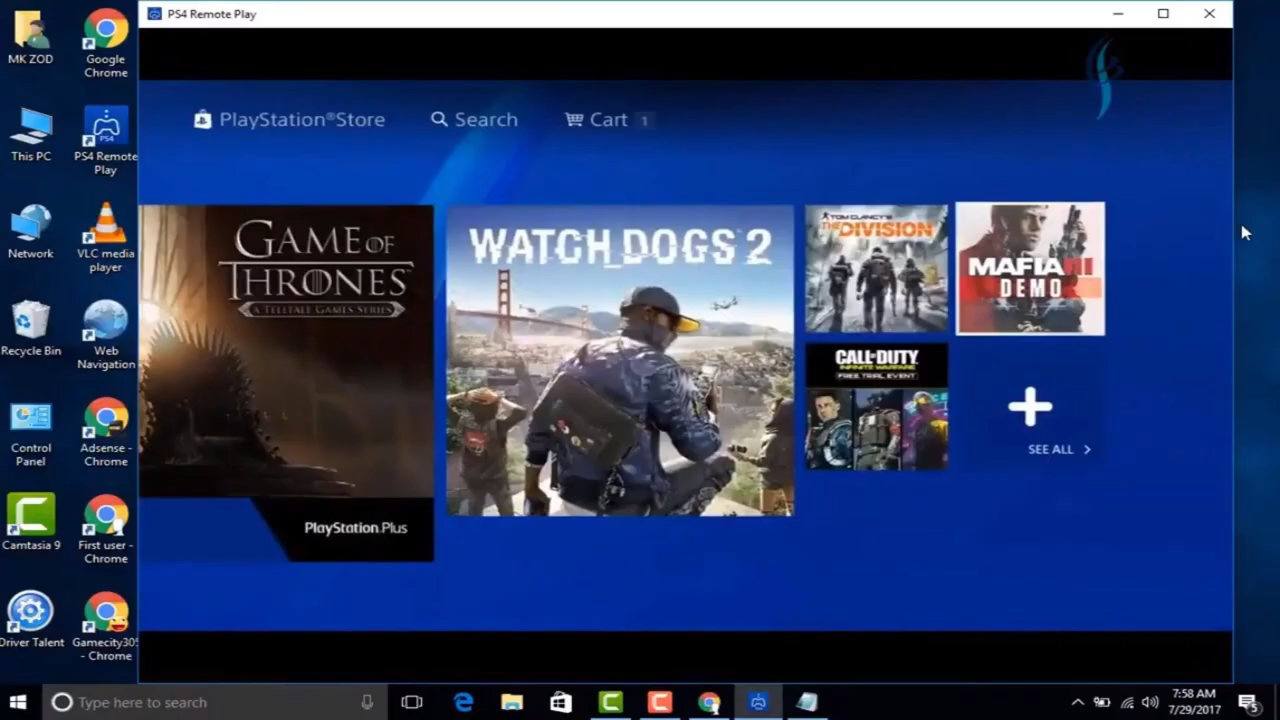 PS4 Remote Play
MK ZOD
Google
Chrome
This PC
PS4
PS4 Remote
Play
Network
VLC media
player
Recycle Bin
Web
Navigation
Control
Panel
Adsense -
Chrome
Camtasia 9
First user -
Chrome
Driver Talent
Gamecity305
- Chrome
PlayStation®Store
Search
Cart 1
GAME OF
THRONES
A TELLTALE GAMES SERIES
PlayStation.Plus
WATCH_DOGS 2
TOM CLANCY'S
THE DIVISION
MAFIA III
DEMO
CALL OF DUTY
INFINITE WARFARE
FREE TRIAL EVENT
SEE ALL >
Type here to search
7:58 AM
7/29/2017
5